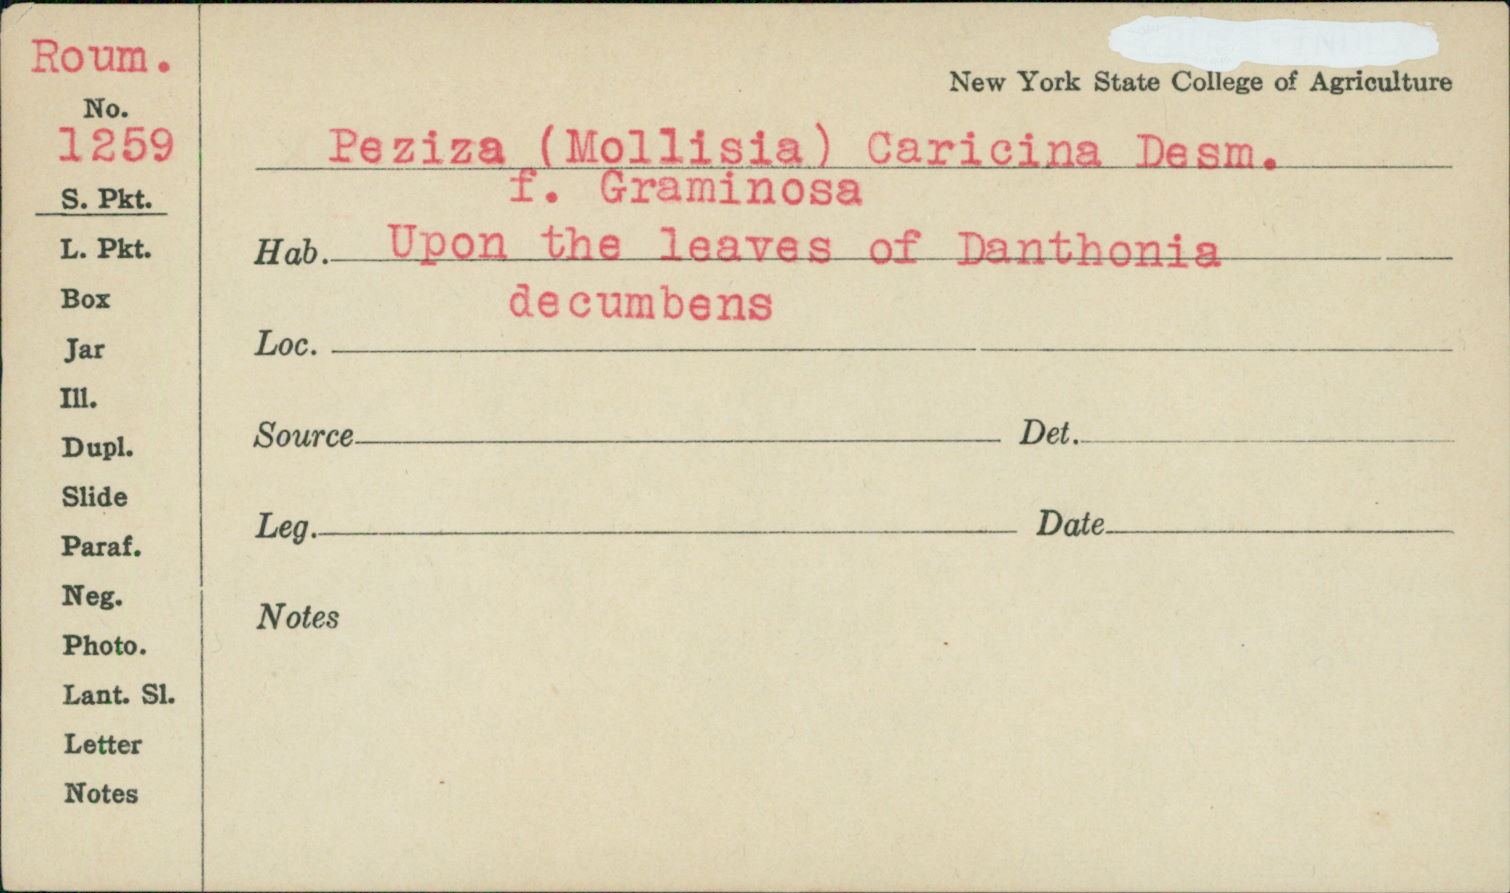 Roum.
No.
1259
S. Pkt.
L. Pkt.
Box
Jar
Ill.
Dupl.
Slide
Paraf.
Neg.
Photo.
Lant. Sl.
Letter
Notes
New York State College of Agriculture
Peziza (Mollisia) Caricina Desm.
f. Graminosa
Hab. Upon the leaves of Danthonia
decumbens
Loc.
Source Det.
Leg. Date
Notes